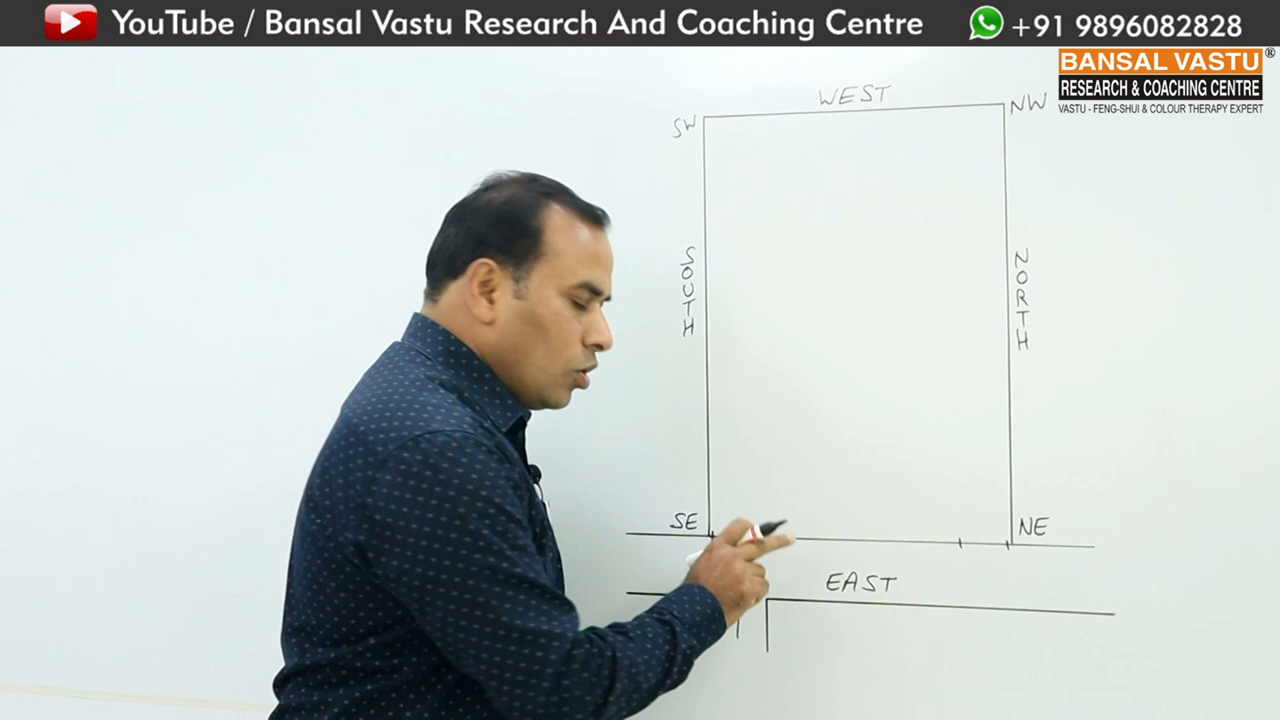 YouTube / Bansal Vastu Research And Coaching Centre
+91 9896082828
BANSAL VASTU®
RESEARCH & COACHING CENTRE
VASTU - FENG-SHUI & COLOUR THERAPY EXPERT
WEST
SW
NW
SOUTH
NORTH
SE
NE
EAST